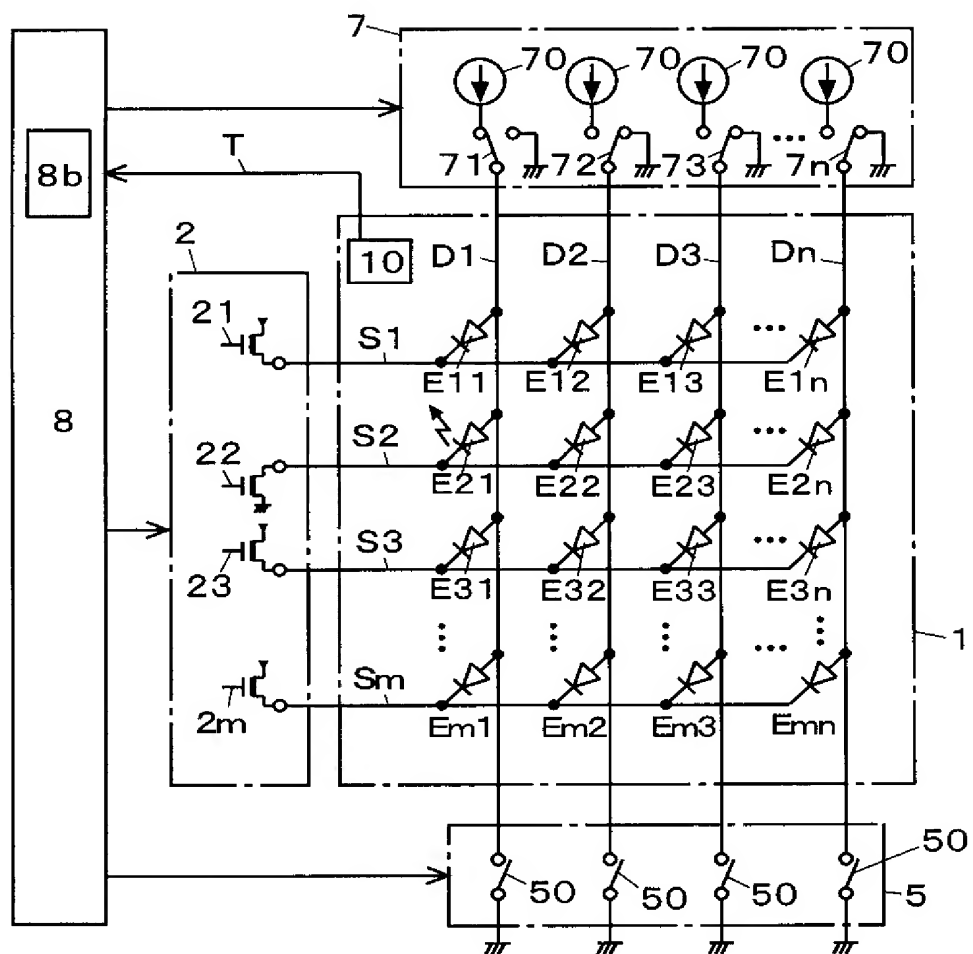 7
70 70 70 70
71 72 73 ... 7n
T
8b
8
2
10
D1 D2 D3 Dn
21
S1
E11 E12 E13 ... E1n
22
S2
E21 E22 E23 ... E2n
23
S3
E31 E32 E33 ... E3n
1
2m
Sm
Em1 Em2 Em3 ... Emn
50 50 50 50
5